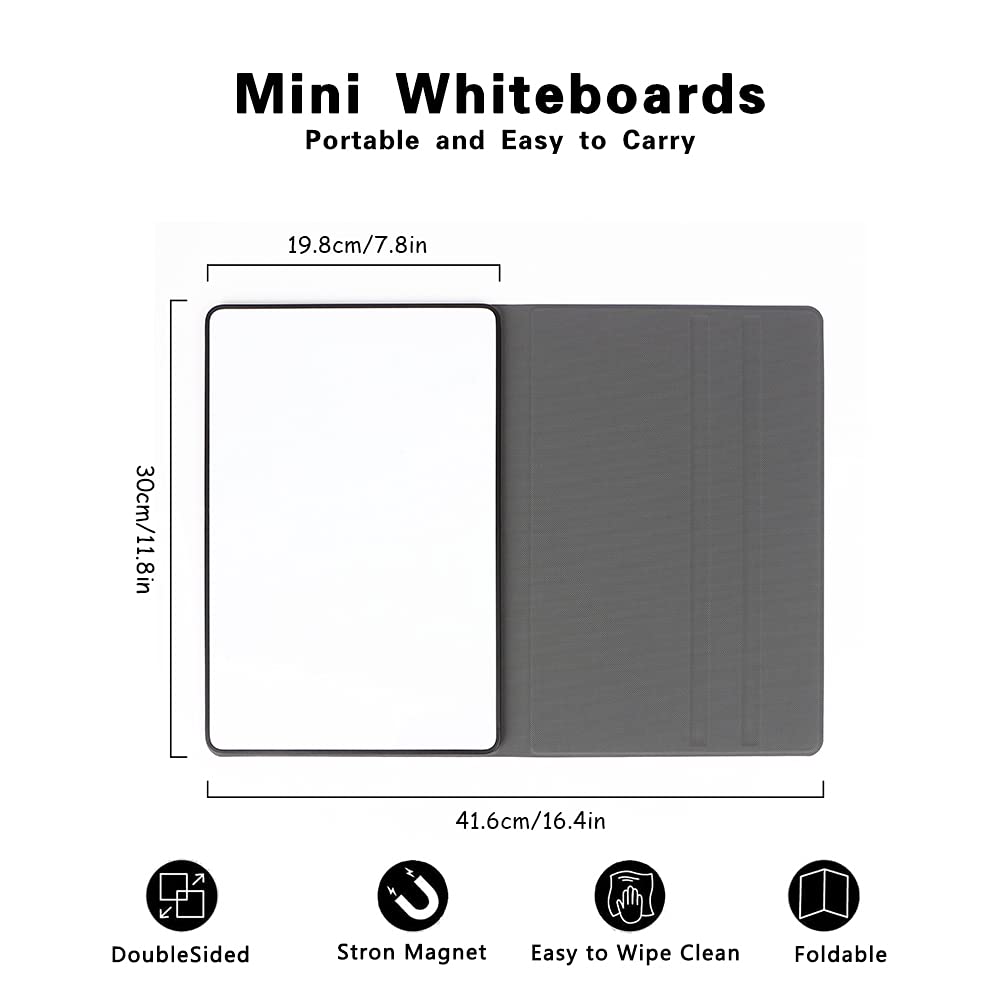 Mini Whiteboards
Portable and Easy to Carry
19.8cm/7.8in
30cm/11.8in
41.6cm/16.4in
DoubleSided
Stron Magnet
Easy to Wipe Clean
Foldable